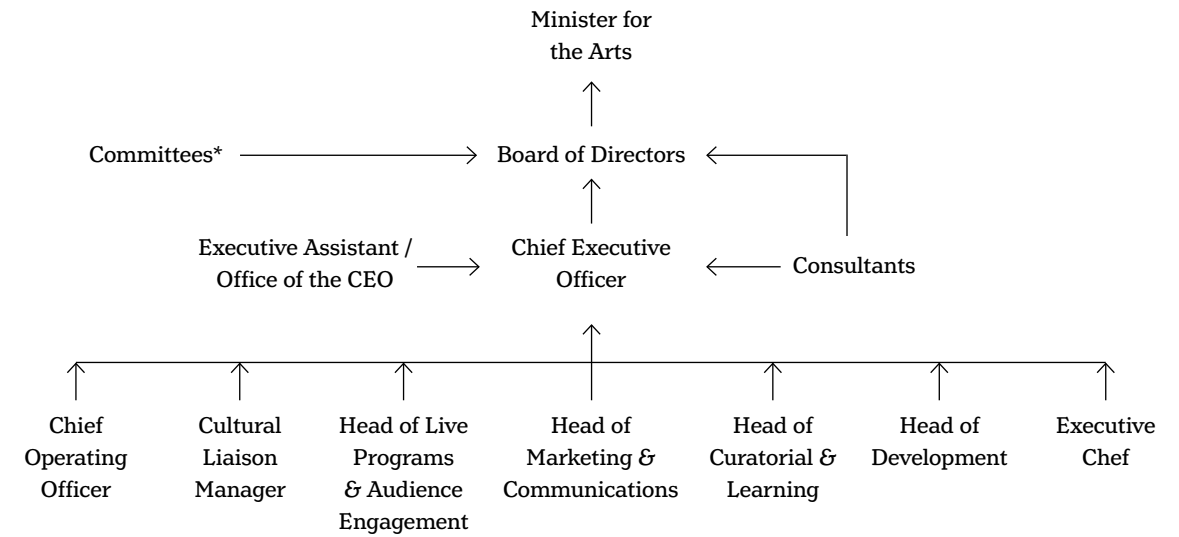 Minister for
the Arts
Committees*
Board of Directors
Executive Assistant /
Office of the CEO
Chief Executive
Officer
Consultants
Chief
Operating
Officer
Cultural
Liaison
Manager
Head of Live
Programs
& Audience
Engagement
Head of
Marketing &
Communications
Head of
Curatorial &
Learning
Head of
Development
Executive
Chef